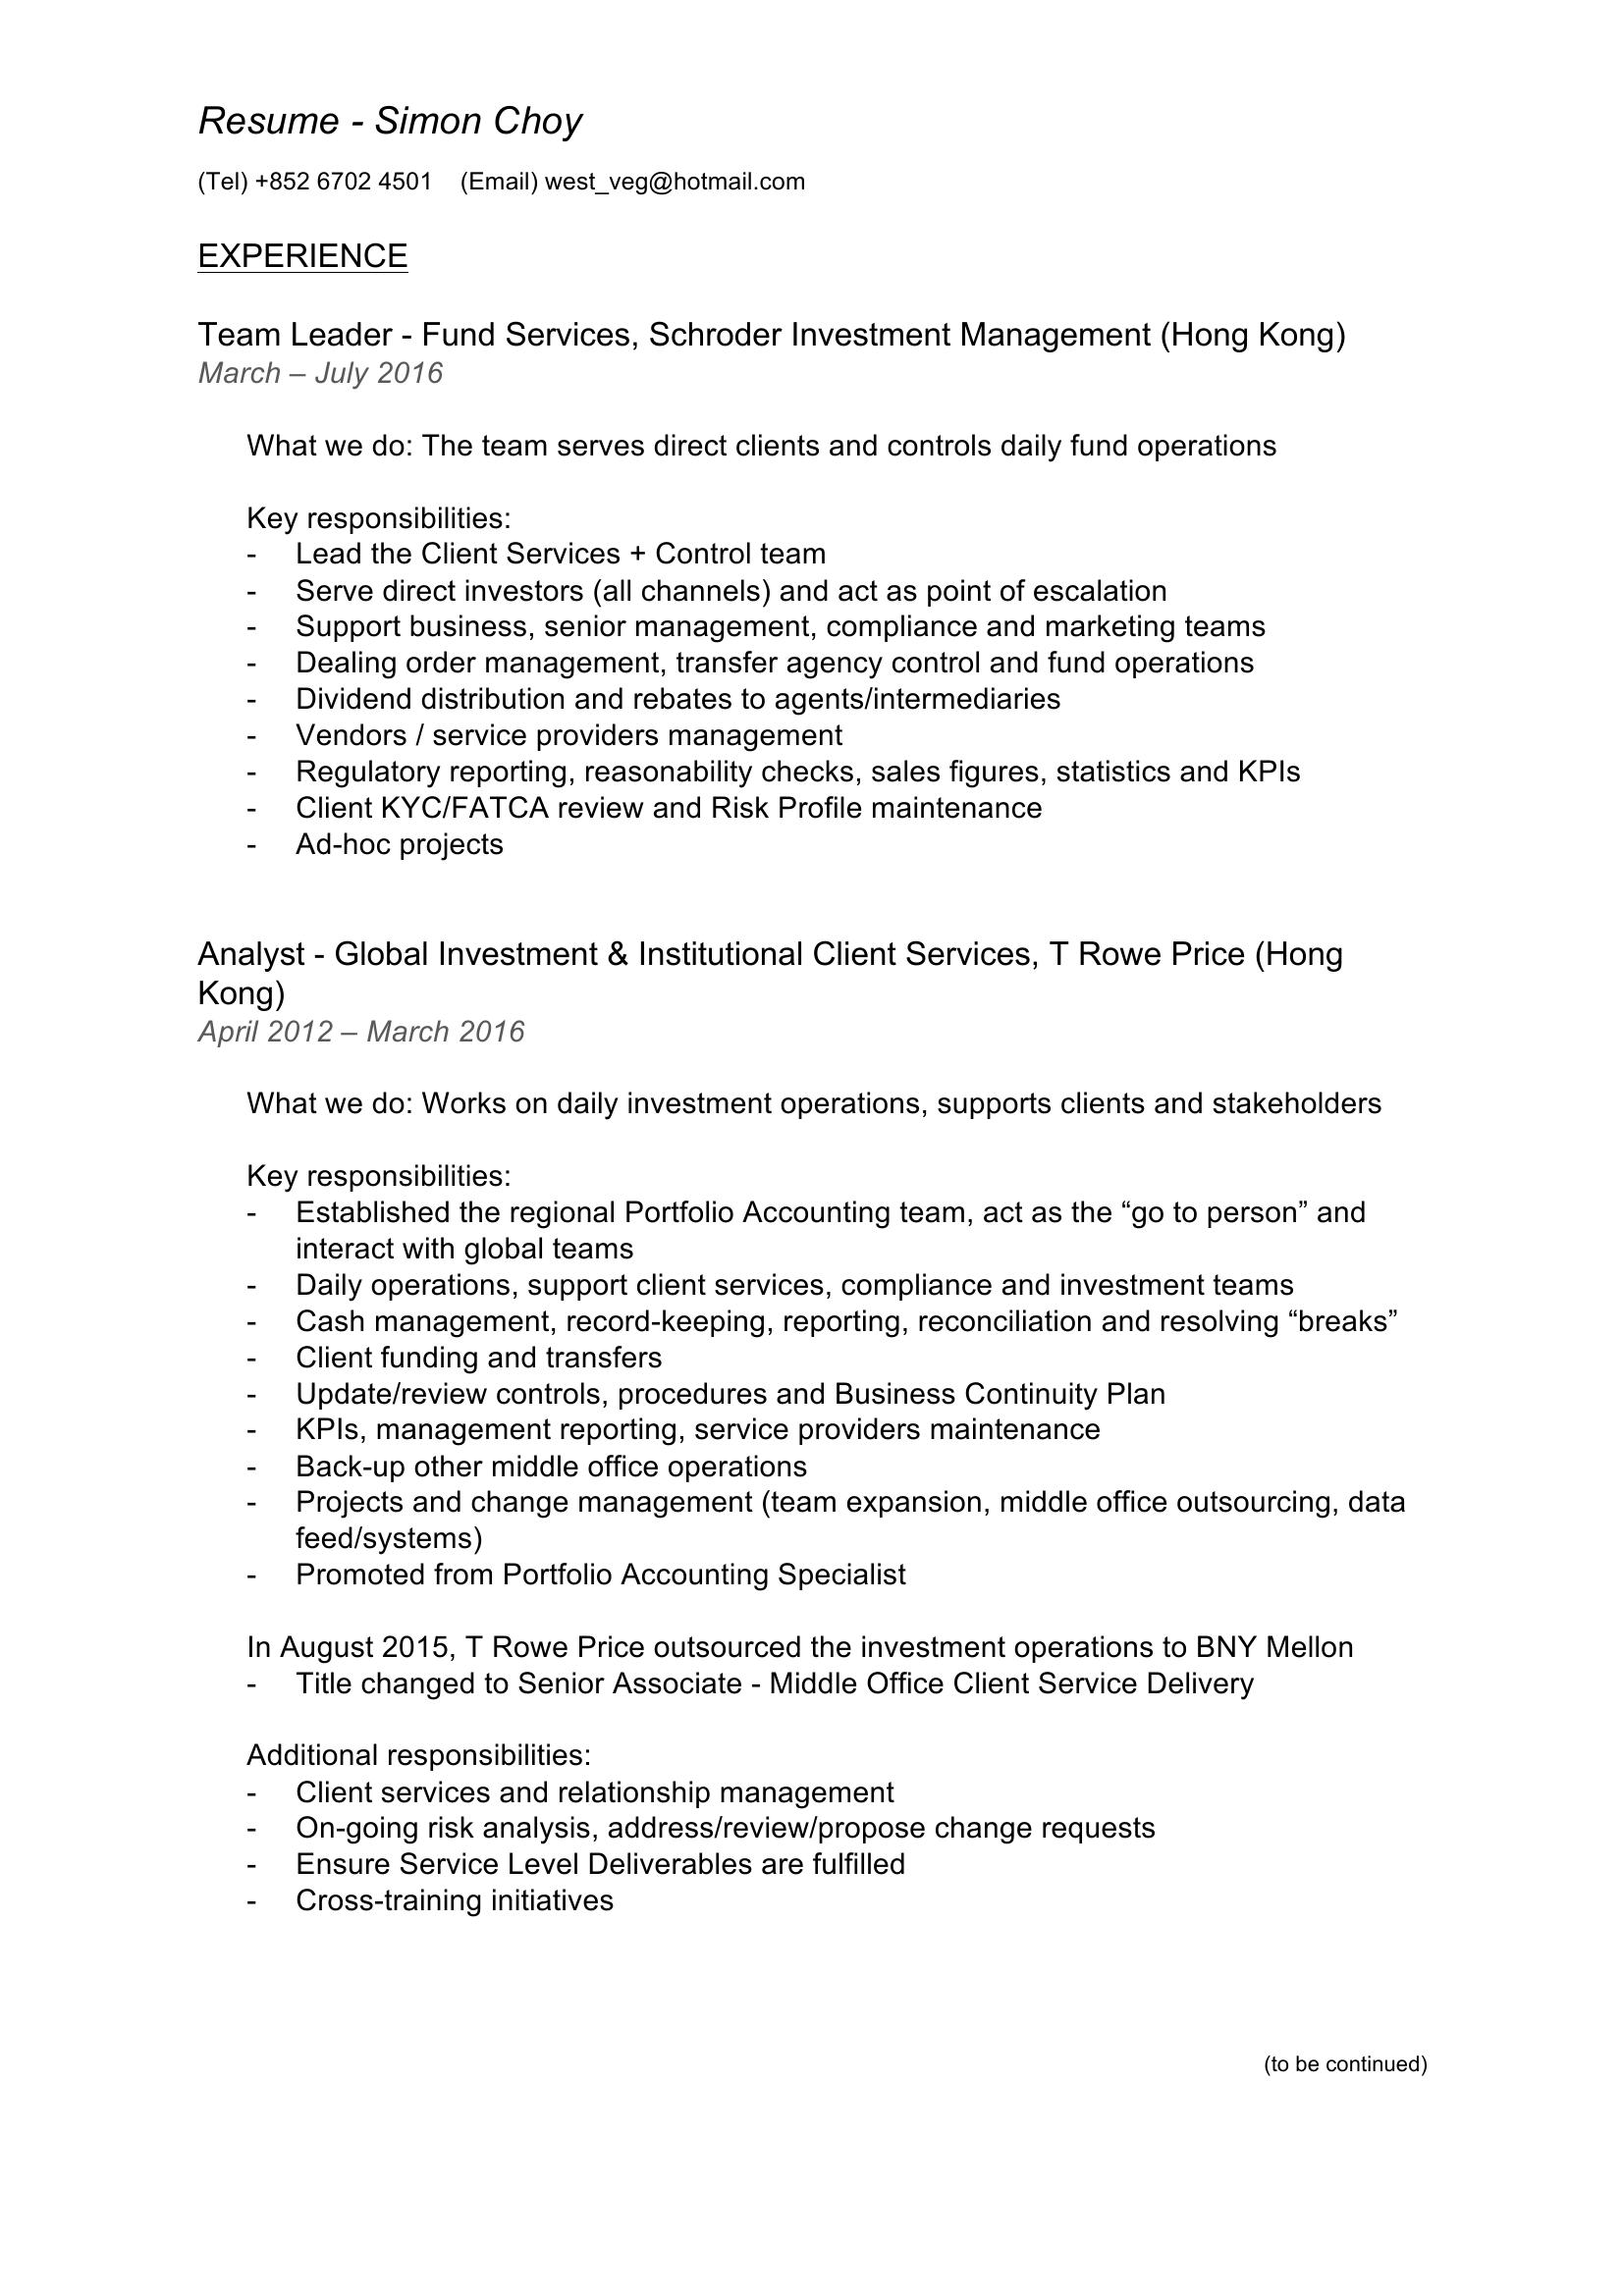 Resume - Simon Choy
(Tel) +852 6702 4501 (Email) west_veg@hotmail.com
EXPERIENCE
Team Leader - Fund Services, Schroder Investment Management (Hong Kong)
March – July 2016
What we do: The team serves direct clients and controls daily fund operations
Key responsibilities:
- Lead the Client Services + Control team
- Serve direct investors (all channels) and act as point of escalation
- Support business, senior management, compliance and marketing teams
- Dealing order management, transfer agency control and fund operations
- Dividend distribution and rebates to agents/intermediaries
- Vendors / service providers management
- Regulatory reporting, reasonability checks, sales figures, statistics and KPIs
- Client KYC/FATCA review and Risk Profile maintenance
- Ad-hoc projects
Analyst - Global Investment & Institutional Client Services, T Rowe Price (Hong
Kong)
April 2012 – March 2016
What we do: Works on daily investment operations, supports clients and stakeholders
Key responsibilities:
- Established the regional Portfolio Accounting team, act as the “go to person” and
interact with global teams
- Daily operations, support client services, compliance and investment teams
- Cash management, record-keeping, reporting, reconciliation and resolving “breaks”
- Client funding and transfers
- Update/review controls, procedures and Business Continuity Plan
- KPIs, management reporting, service providers maintenance
- Back-up other middle office operations
- Projects and change management (team expansion, middle office outsourcing, data
feed/systems)
- Promoted from Portfolio Accounting Specialist
In August 2015, T Rowe Price outsourced the investment operations to BNY Mellon
- Title changed to Senior Associate - Middle Office Client Service Delivery
Additional responsibilities:
- Client services and relationship management
- On-going risk analysis, address/review/propose change requests
- Ensure Service Level Deliverables are fulfilled
- Cross-training initiatives
(to be continued)